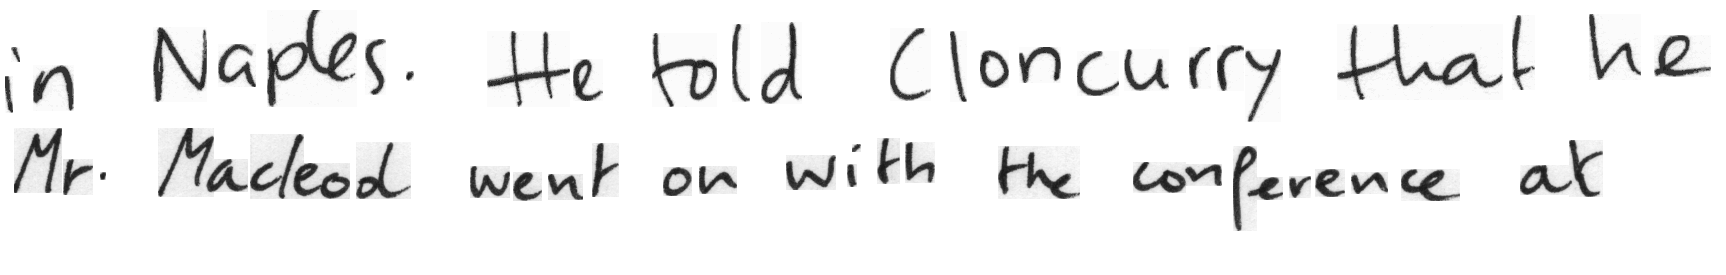 in Naples. He told Cloncurry that he
Mr. Macleod went on with the conference at